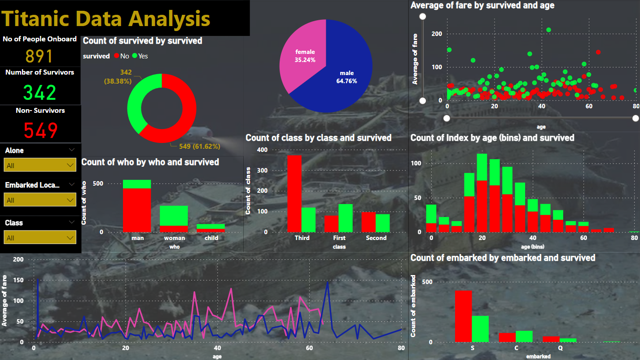 Titanic Data Analysis
No of People Onboard
891
Number of Survivors
342
Non- Survivors
549
Alone
All
Embarked Loca...
All
Class
All
Count of survived by survived
survived No Yes
342
(38.38%)
549 (61.62%)
female
35.24%
male
64.76%
Average of fare by survived and age
Average of fare
200
100
0
0 20 40 60 80
age
Count of who by who and survived
Count of who
500
0
man woman child
who
Count of class by class and survived
Count of class
400
300
200
100
0
Third First Second
class
Count of Index by age (bins) and survived
100
50
0
0 20 40 60 80
age (bins)
Average of fare
200
150
100
50
0
0 20 40 60 80
age
Count of embarked by embarked and survived
Count of embarked
500
0
S C Q
embarked